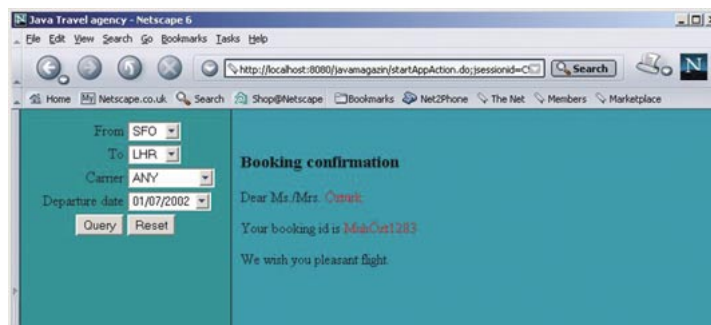 Java Travel agency - Netscape 6
File Edit View Search Go Bookmarks Tasks Help
http://localhost:8080/javamagazin/startAppAction.do;jsessionid=C
Search
N
Home Netscape.co.uk Search Shop@Netscape Bookmarks Net2Phone The Net Members Marketplace
From SFO
To LHR
Carrier ANY
Departure date 01/07/2002
Query Reset
Booking confirmation
Dear Ms./Mrs.
Your booking id is
We wish you pleasant flight.